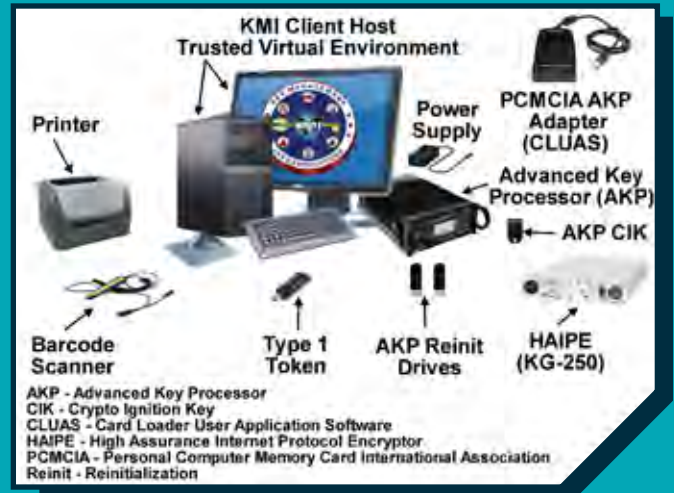 KMI Client Host
Trusted Virtual Environment
Printer
Power
Supply
PCMCIA AKP
Adapter
(CLUAS)
Advanced Key
Processor (AKP)
AKP CIK
Barcode
Scanner
Type 1
Token
AKP Reinit
Drives
HAIPE
(KG-250)
AKP - Advanced Key Processor
CIK - Crypto Ignition Key
CLUAS - Card Loader User Application Software
HAIPE - High Assurance Internet Protocol Encryptor
PCMCIA - Personal Computer Memory Card International Association
Reinit - Reinitialization